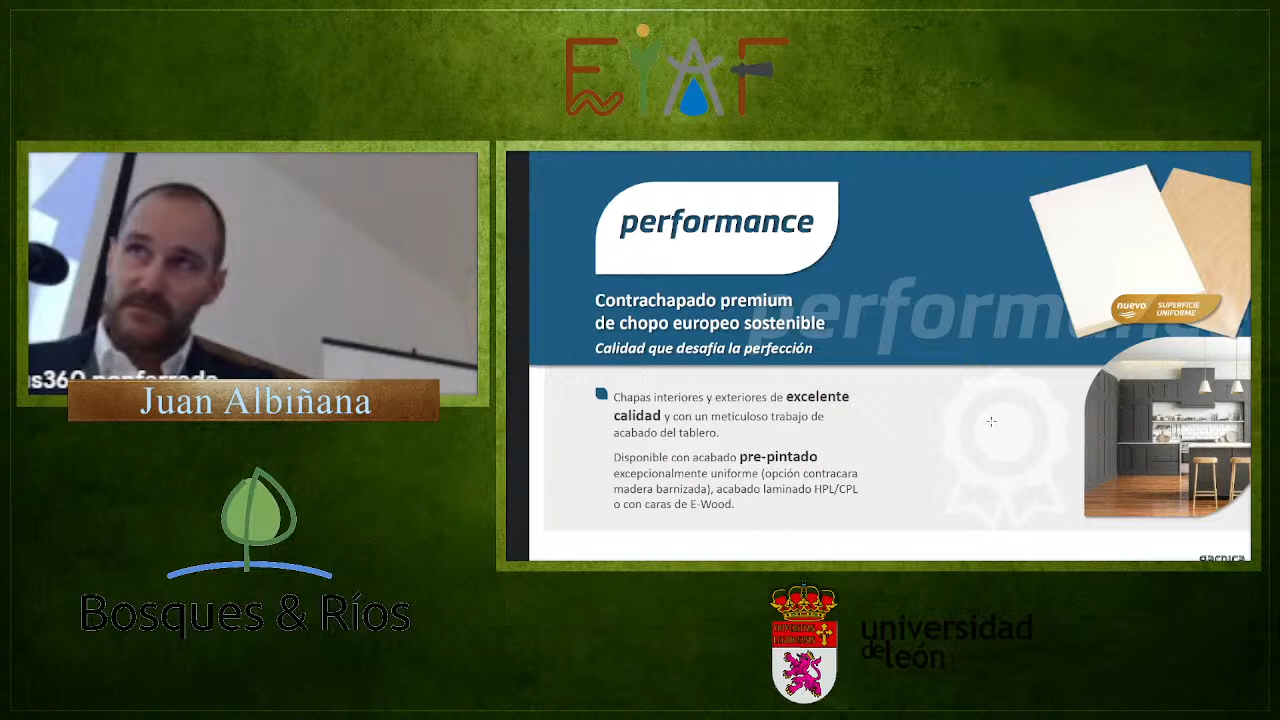 EIAF
performance
Contrachapado premium
de chopo europeo sostenible
Calidad que desafía la perfección
nuevo SUPERFICIE
UNIFORME
Chapas interiores y exteriores de excelente
calidad y con un meticuloso trabajo de
acabado del tablero.
Disponible con acabado pre-pintado
excepcionalmente uniforme (opción contracara
madera barnizada), acabado laminado HPL/CPL
o con caras de E-Wood.
garnica
Juan Albiñana
Bosques & Ríos
universidad
de león